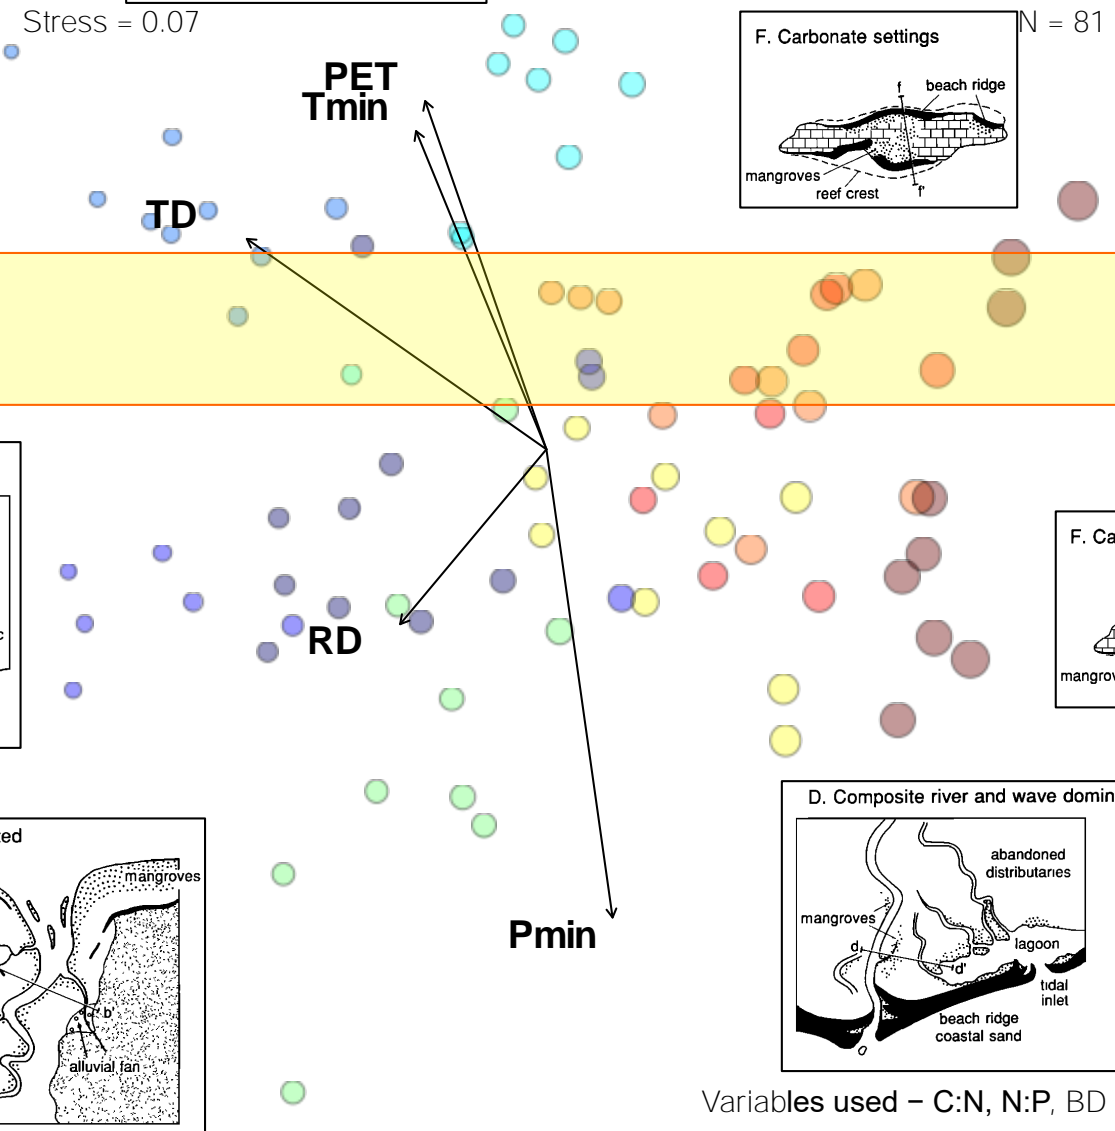 Stress = 0.07
N = 81
F. Carbonate settings
f
beach ridge
mangroves
reef crest
f'
PET
Tmin
TD
RD
Pmin
c
F. Ca
mangrov
ted
mangroves
b'
alluvial fan
D. Composite river and wave domin
abandoned
distributaries
mangroves
d
d'
lagoon
tidal
inlet
beach ridge
coastal sand
Variables used – C:N, N:P, BD